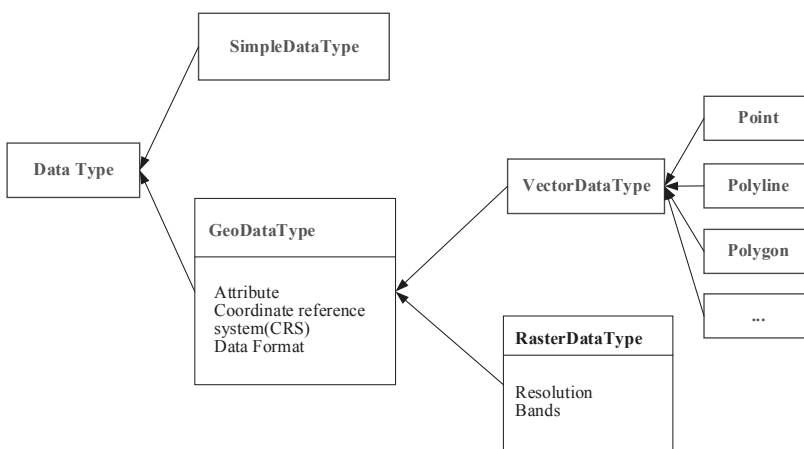 SimpleDataType
Data Type
GeoDataType
Attribute
Coordinate reference
system(CRS)
Data Format
VectorDataType
RasterDataType
Resolution
Bands
Point
Polyline
Polygon
...